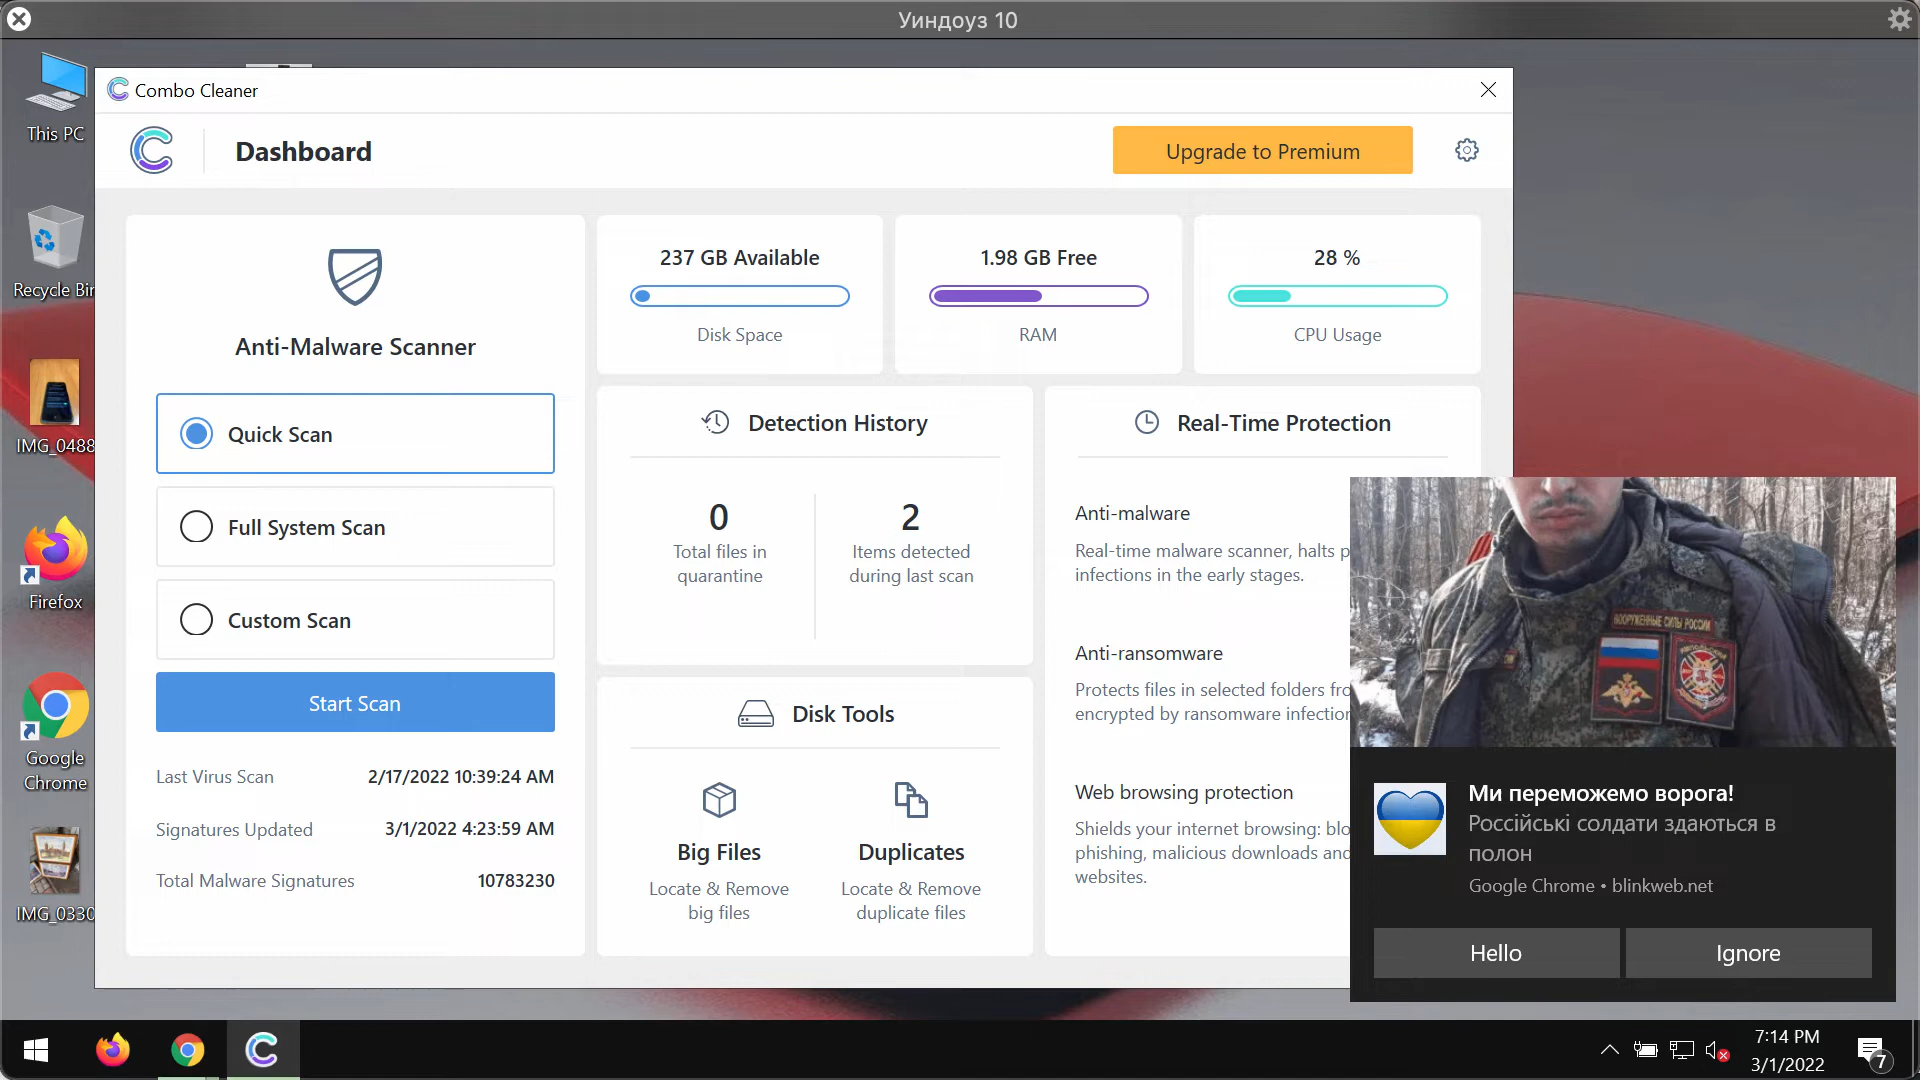 Уиндоуз 10
This PC
Recycle Bin
IMG_0488
Firefox
Google
Chrome
IMG_0330
Combo Cleaner
Dashboard
Upgrade to Premium
Anti-Malware Scanner
Quick Scan
Full System Scan
Custom Scan
Start Scan
Last Virus Scan 2/17/2022 10:39:24 AM
Signatures Updated 3/1/2022 4:23:59 AM
Total Malware Signatures 10783230
237 GB Available
Disk Space
1.98 GB Free
RAM
28 %
CPU Usage
Detection History
0
Total files in
quarantine
2
Items detected
during last scan
Disk Tools
Big Files
Locate & Remove
big files
Duplicates
Locate & Remove
duplicate files
Real-Time Protection
Anti-malware
Real-time malware scanner, halts
infections in the early stages.
Anti-ransomware
Protects files in selected folders
encrypted by ransomware
Web browsing protection
Shields your internet browsing:
phishing, malicious downloads and
websites.
ВООРУЖЕННЫЕ СИЛЫ РОССИИ
Ми переможемо ворога!
Россійські солдати здаються в
полон
Google Chrome • blinkweb.net
Hello
Ignore
7:14 PM
3/1/2022
7